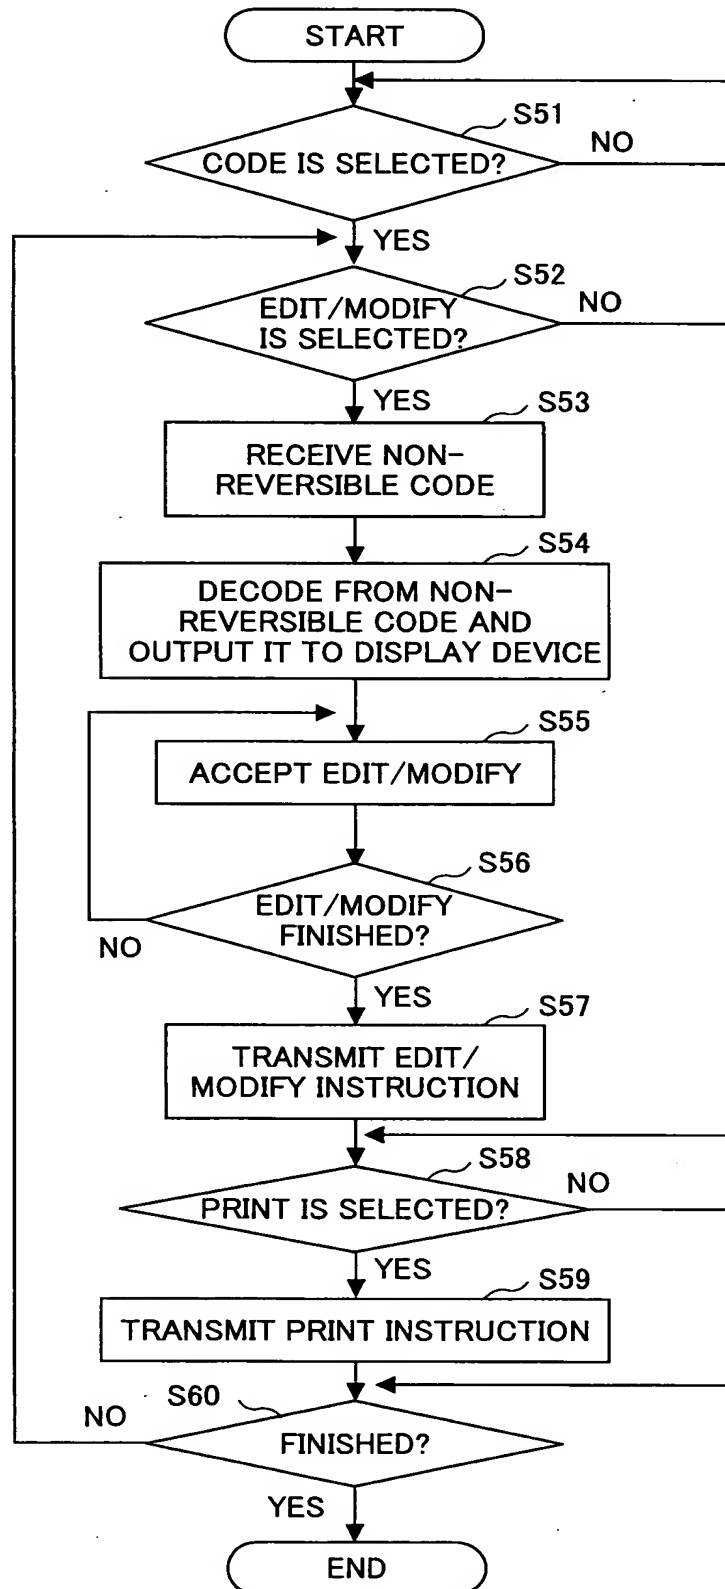 START
S51
CODE IS SELECTED?
NO
YES
S52
EDIT/MODIFY
IS SELECTED?
NO
YES
S53
RECEIVE NON-
REVERSIBLE CODE
S54
DECODE FROM NON-
REVERSIBLE CODE AND
OUTPUT IT TO DISPLAY DEVICE
S55
ACCEPT EDIT/MODIFY
S56
EDIT/MODIFY
FINISHED?
NO
YES
S57
TRANSMIT EDIT/
MODIFY INSTRUCTION
S58
PRINT IS SELECTED?
NO
YES
S59
TRANSMIT PRINT INSTRUCTION
S60
NO
FINISHED?
YES
END